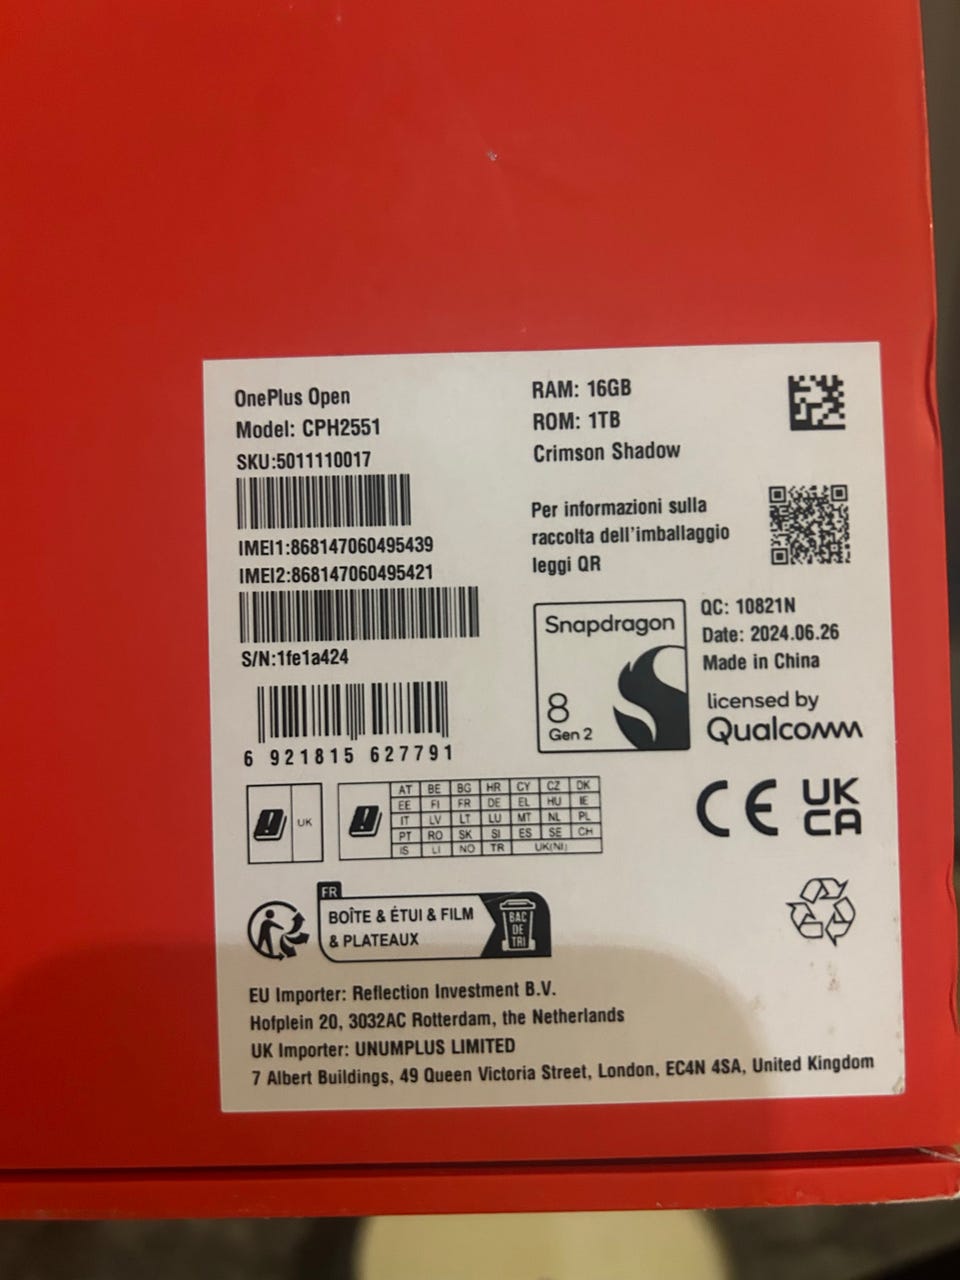 OnePlus Open
Model: CPH2551
SKU:5011110017
IMEI1:868147060495439
IMEI2:868147060495421
S/N:1fe1a424
6 921815 627791
RAM: 16GB
ROM: 1TB
Crimson Shadow
Per informazioni sulla
raccolta dell'imballaggio
leggi QR
Snapdragon
8
Gen 2
QC: 10821N
Date: 2024.06.26
Made in China
licensed by
Qualcomm
UK
AT BE BG HR CY CZ DK
EE FI FR DE EL HU IE
IT LV LT LU MT NL PL
PT RO SK SI ES SE CH
IS LI NO TR UK(NI)
CE
UK
CA
FR
BOÎTE & ÉTUI & FILM
& PLATEAUX
BAC
DE
TRI
EU Importer: Reflection Investment B.V.
Hofplein 20, 3032AC Rotterdam, the Netherlands
UK Importer: UNUMPLUS LIMITED
7 Albert Buildings, 49 Queen Victoria Street, London, EC4N 4SA, United Kingdom